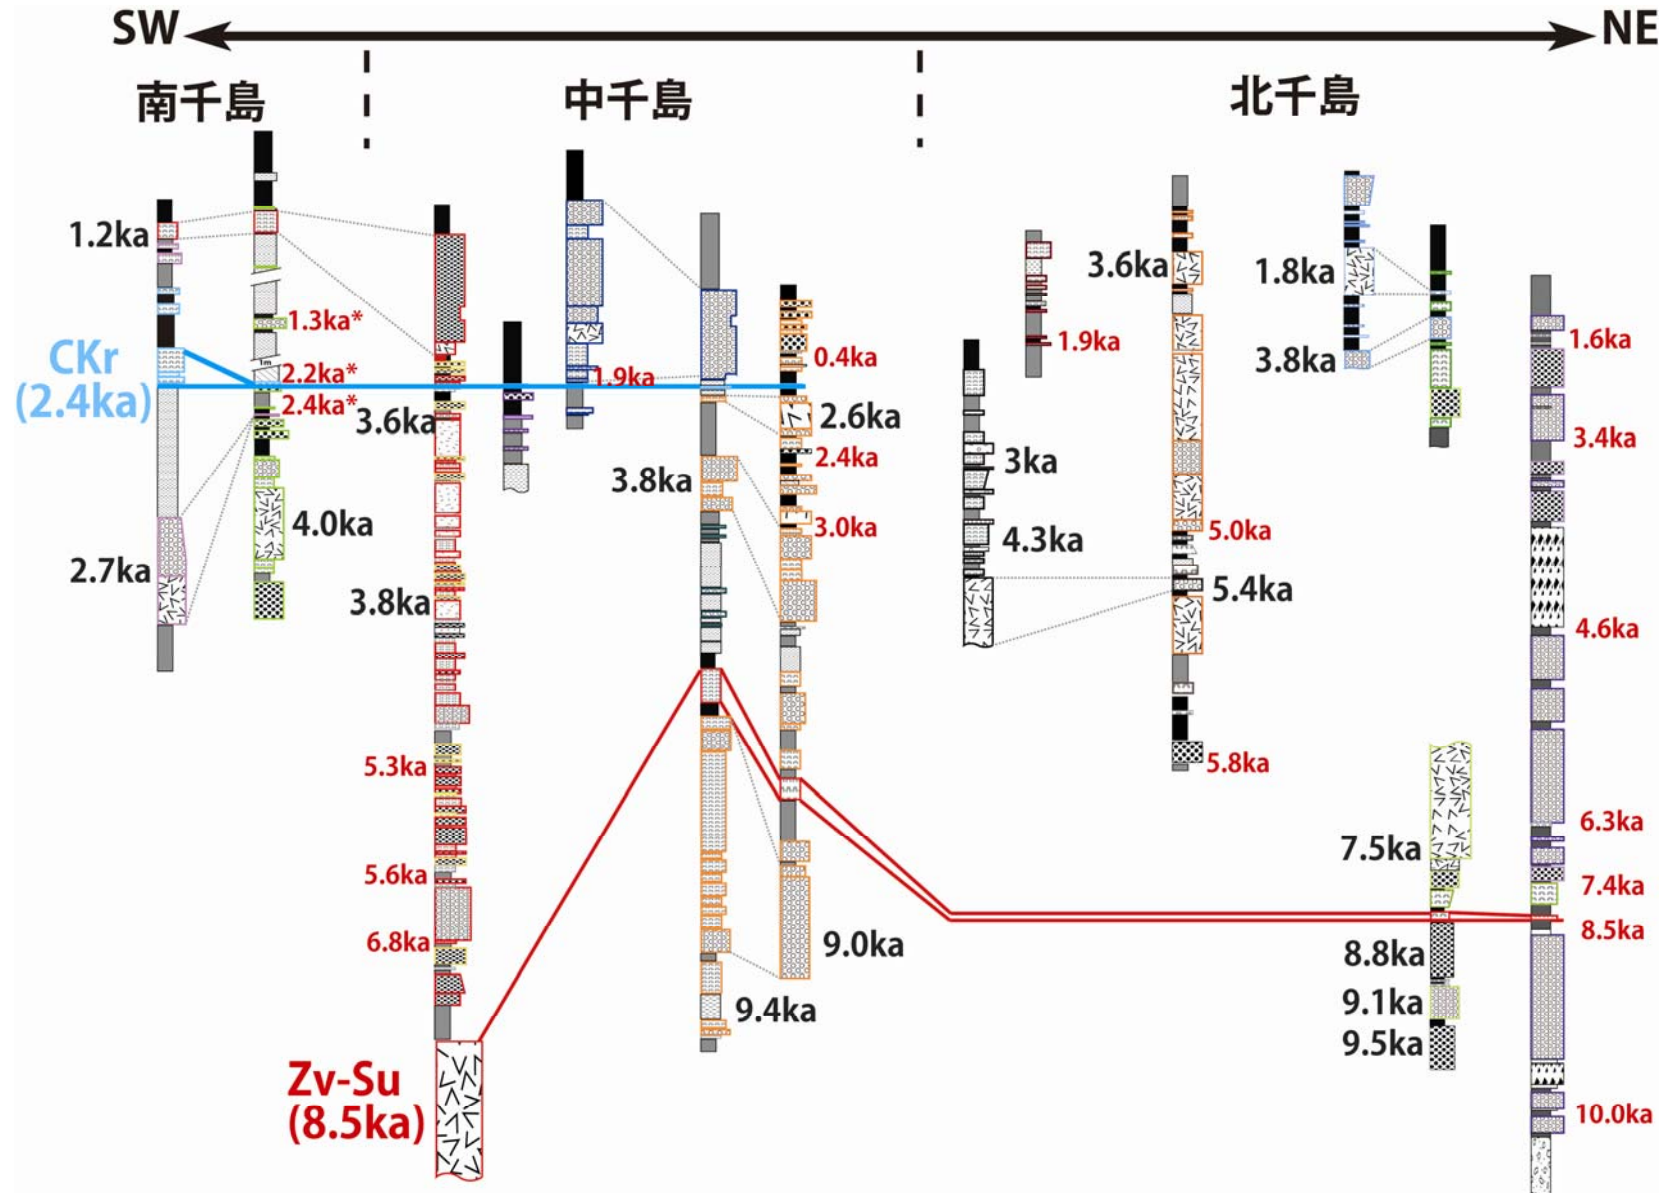 SW
NE
南千島
中千島
北千島
1.2ka
1.3ka*
CKr
(2.4ka)
2.2ka*
2.4ka*
1m
2.7ka
4.0ka
3.6ka
3.8ka
5.3ka
5.6ka
6.8ka
Zv-Su
(8.5ka)
1.9ka
3.8ka
9.4ka
0.4ka
2.6ka
2.4ka
3.0ka
9.0ka
3ka
4.3ka
1.9ka
3.6ka
5.0ka
5.4ka
5.8ka
1.8ka
3.8ka
7.5ka
8.8ka
9.1ka
9.5ka
1.6ka
3.4ka
4.6ka
6.3ka
7.4ka
8.5ka
10.0ka